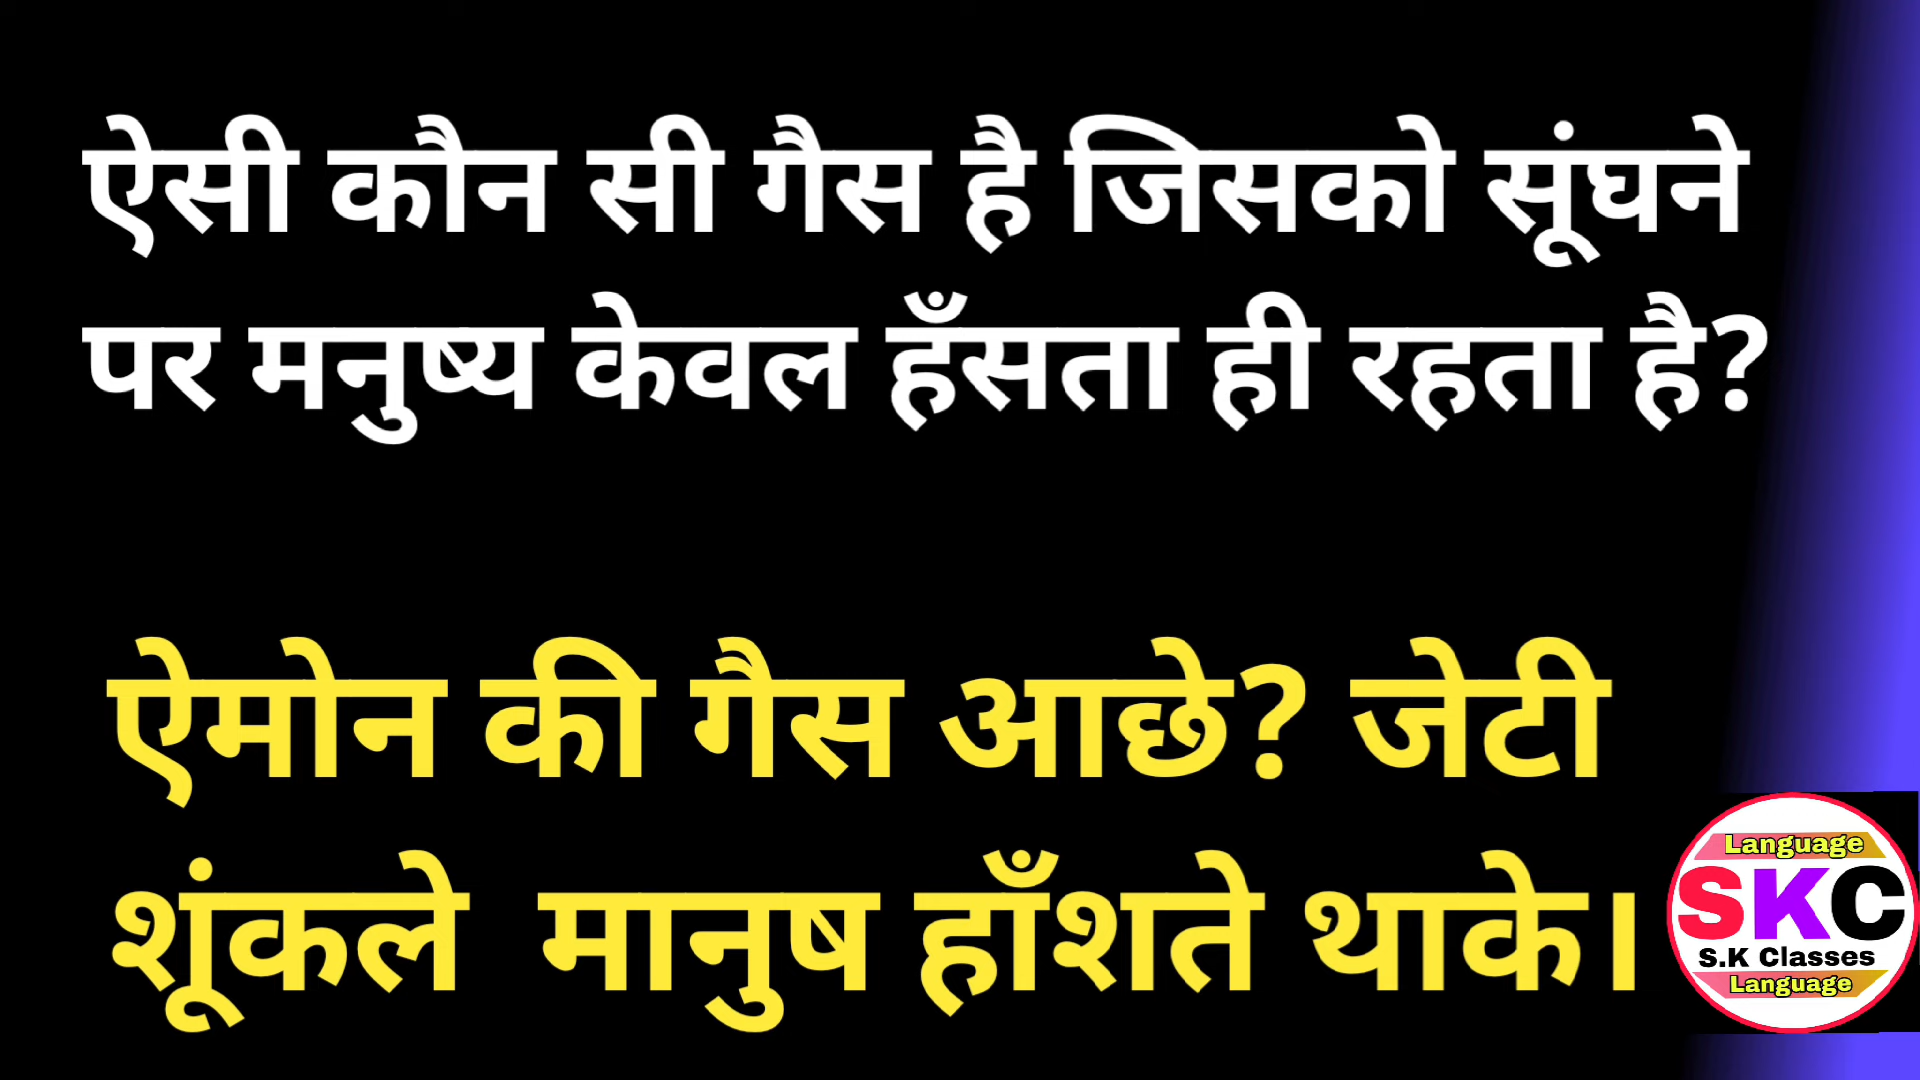 ऐसी कौन सी गैस है जिसको सूंघने
पर मनुष्य केवल हँसता ही रहता है?
ऐमोन की गैस आछे? जेटी
शूंकले मानुष हाँशते थाके।
Language
SKC
S.K Classes
Language